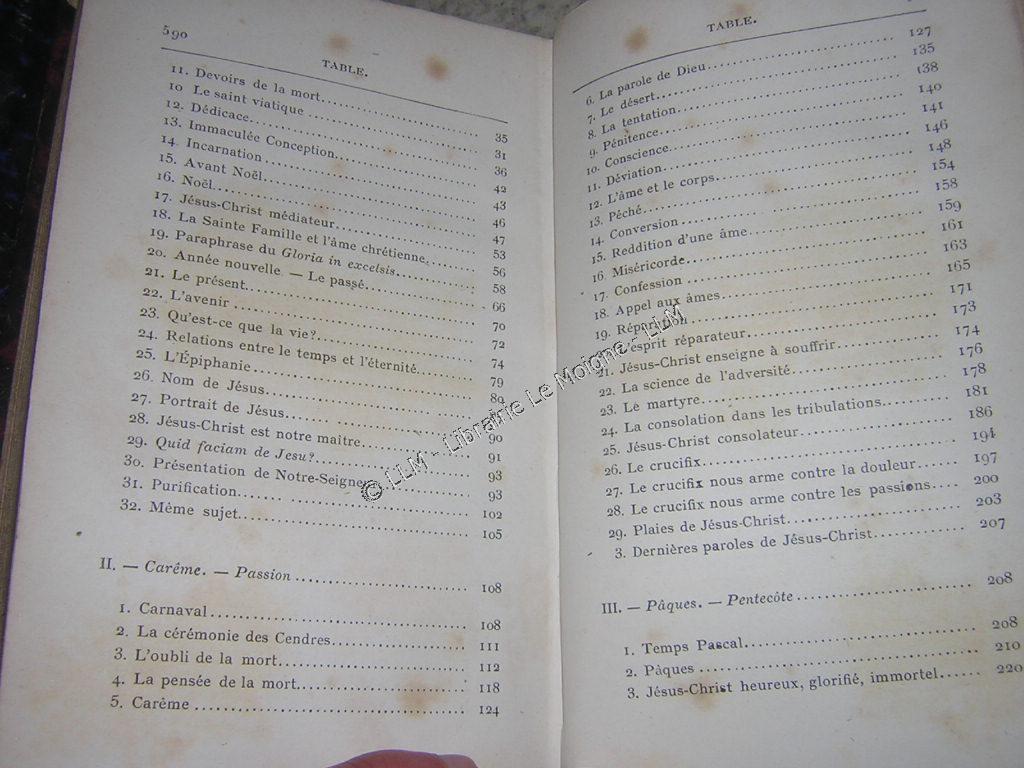 590
TABLE.
11. Devoirs de la mort 35
10 Le saint viatique 31
12. Dédicace 36
13. Immaculée Conception 42
14. Incarnation 43
15. Avant Noël 46
16. Noël 47
17. Jésus-Christ médiateur 53
18. La Sainte Famille et l'âme chrétienne 56
19. Paraphrase du Gloria in excelsis 58
20. Année nouvelle. — Le passé 66
21. Le présent 70
22. L'avenir 72
23. Qu'est-ce que la vie? 74
24. Relations entre le temps et l'éternité 79
25. L'Épiphanie
26. Nom de Jésus
27. Portrait de Jésus 90
28. Jésus-Christ est notre maître 91
29. Quid faciam de Jesu? 93
30. Présentation de Notre-Seigneur 93
31. Purification 102
32. Même sujet 105
II. — Carême. — Passion 108
1. Carnaval 108
2. La cérémonie des Cendres 111
3. L'oubli de la mort 112
4. La pensée de la mort 118
5. Carême 124
TABLE.
6. La parole de Dieu 127
7. Le désert 135
8. La tentation 138
9. Pénitence 140
10. Conscience 141
11. Déviation 146
12. L'âme et le corps 148
13. Péché 154
14. Conversion 158
15. Reddition d'une âme 159
16. Miséricorde 161
17. Confession 163
18. Appel aux âmes 165
19. Réparation 171
L'esprit réparateur 173
21. Jésus-Christ enseigne à souffrir 174
22. La science de l'adversité 176
23. Le martyre 178
24. La consolation dans les tribulations 181
25. Jésus-Christ consolateur 186
26. Le crucifix 194
27. Le crucifix nous arme contre la douleur 197
28. Le crucifix nous arme contre les passions 200
29. Plaies de Jésus-Christ 203
3. Dernières paroles de Jésus-Christ 207
III. — Pâques. — Pentecôte 208
1. Temps Pascal 208
2. Pâques 210
3. Jésus-Christ heureux, glorifié, immortel 220
© LLM - Librairie Le Moigne - LLM